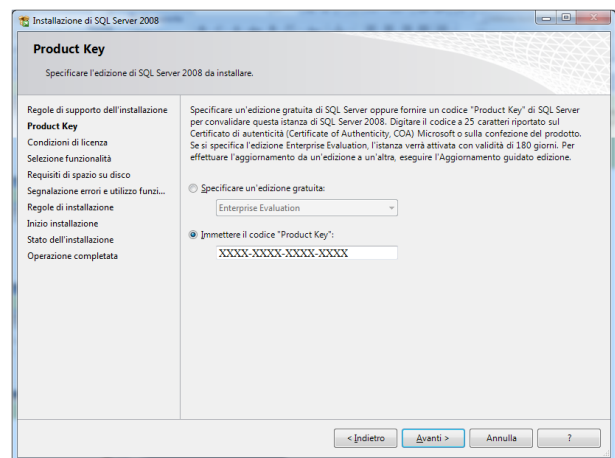 Installazione di SQL Server 2008
Product Key
Specificare l'edizione di SQL Server 2008 da installare.
Regole di supporto dell'installazione
Product Key
Condizioni di licenza
Selezione funzionalità
Requisiti di spazio su disco
Segnalazione errori e utilizzo funzi...
Regole di installazione
Inizio installazione
Stato dell'installazione
Operazione completata
Specificare un'edizione gratuita di SQL Server oppure fornire un codice "Product Key" di SQL Server
per convalidare questa istanza di SQL Server 2008. Digitare il codice a 25 caratteri riportato sul
Certificato di autenticità (Certificate of Authenticity, COA) Microsoft o sulla confezione del prodotto.
Se si specifica l'edizione Enterprise Evaluation, l'istanza verrà attivata con validità di 180 giorni. Per
effettuare l'aggiornamento da un'edizione a un'altra, eseguire l'Aggiornamento guidato edizione.
Specificare un'edizione gratuita:
Enterprise Evaluation
Immettere il codice "Product Key":
XXXX-XXXX-XXXX-XXXX
< Indietro
Avanti >
Annulla
?